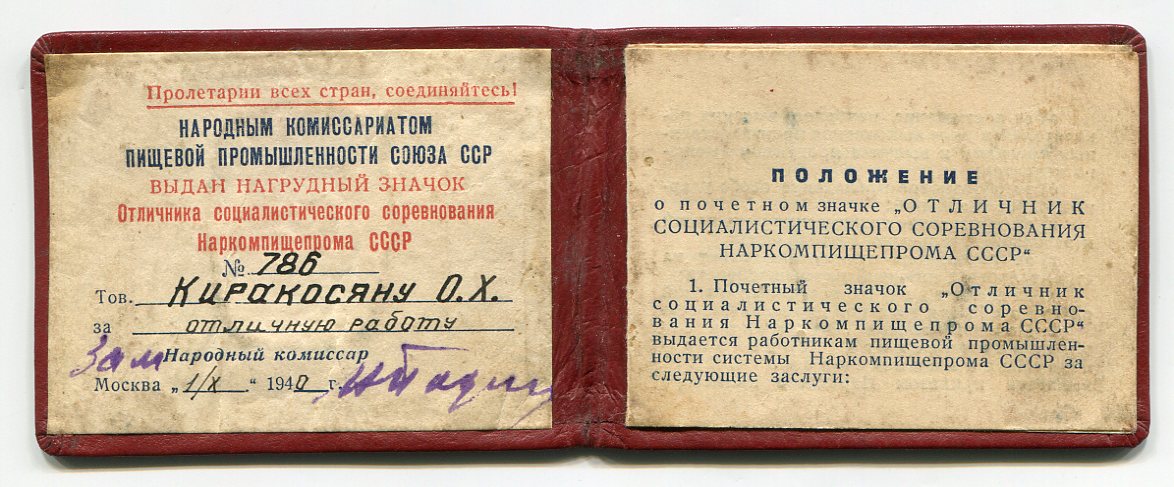 Пролетарии всех стран, соединяйтесь!
НАРОДНЫМ КОМИССАРИАТОМ
ПИЩЕВОЙ ПРОМЫШЛЕННОСТИ СОЮЗА ССР
ВЫДАН НАГРУДНЫЙ ЗНАЧОК
Отличника социалистического соревнования
Наркомпищепрома СССР
№ 786
Тов. Киракосяну О.Х.
за отличную работу
Зам Народный комиссар
Москва „1/X“ 1940 г.
ПОЛОЖЕНИЕ
о почетном значке „ОТЛИЧНИК
СОЦИАЛИСТИЧЕСКОГО СОРЕВНОВАНИЯ
НАРКОМПИЩЕПРОМА СССР“
1. Почетный значок „Отличник
социалистического соревно-
вания Наркомпищепрома СССР“
выдается работникам пищевой промышлен-
ности системы Наркомпищепрома СССР за
следующие заслуги: